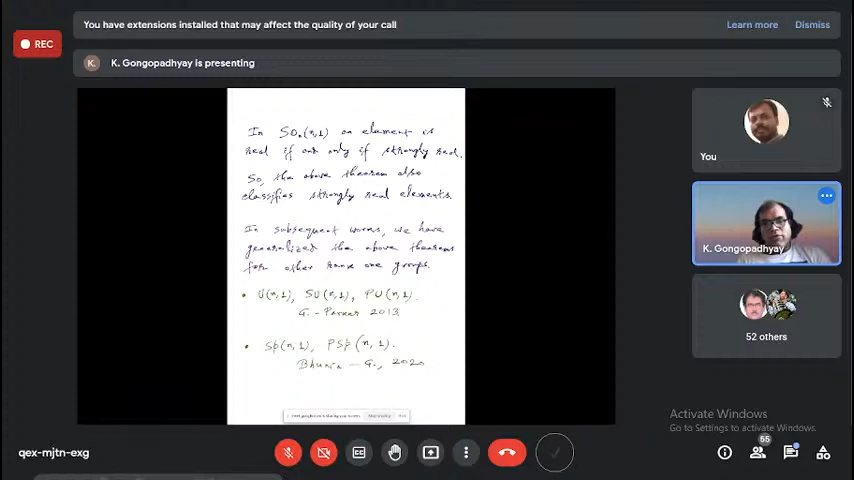 You have extensions installed that may affect the quality of your call
Learn more
Dismiss
REC
K.
K. Gongopadhyay is presenting
In SO₀(n,1) an element is
real if and only if strongly real.
So, the above theorem also
classifies strongly real elements.
In subsequent works, we have
generalized the above theorems
for other rank one groups.
• U(n,1), SU(n,1), PU(n,1).
G. - Parker 2013
• Sp(n,1), PSp(n,1).
Bhunia - G., 2020
You
K. Gongopadhyay
52 others
Activate Windows
Go to Settings to activate Windows.
qex-mjtn-exg
55